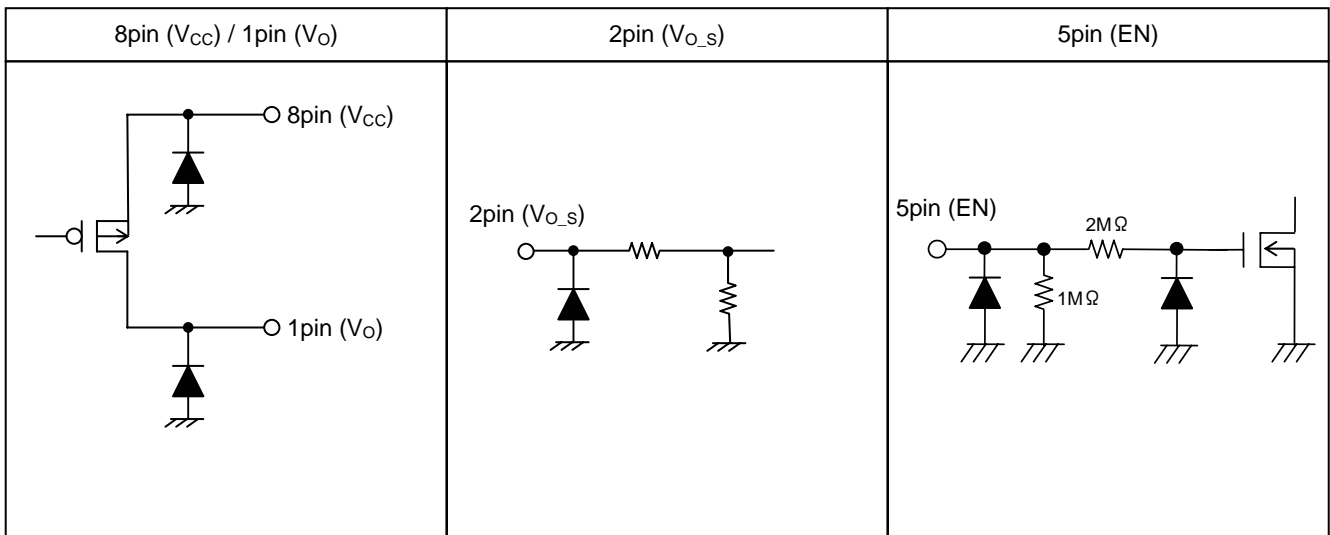 8pin (VCC) / 1pin (VO)
2pin (VO_S)
5pin (EN)
8pin (VCC)
1pin (VO)
2pin (VO_S)
5pin (EN)
2MΩ
1MΩ